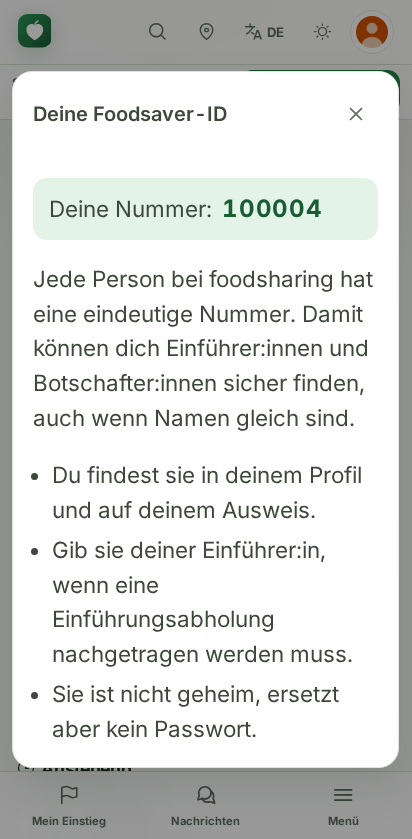 DE
Deine Foodsaver-ID
Deine Nummer: 100004
Jede Person bei foodsharing hat
eine eindeutige Nummer. Damit
können dich Einführer:innen und
Botschafter:innen sicher finden,
auch wenn Namen gleich sind.
Du findest sie in deinem Profil
und auf deinem Ausweis.
Gib sie deiner Einführer:in,
wenn eine
Einführungsabholung
nachgetragen werden muss.
Sie ist nicht geheim, ersetzt
aber kein Passwort.
Mein Einstieg
Nachrichten
Menü